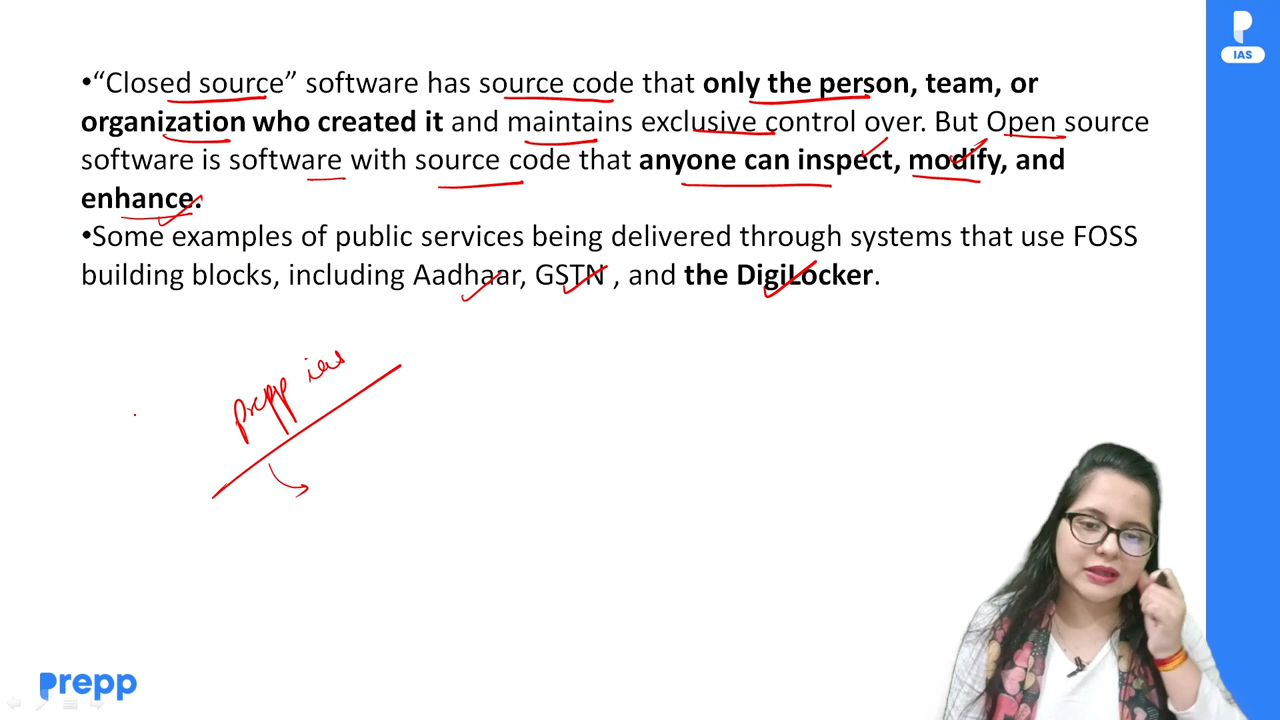 IAS
•“Closed source” software has source code that only the person, team, or
organization who created it and maintains exclusive control over. But Open source
software is software with source code that anyone can inspect, modify, and
enhance.
•Some examples of public services being delivered through systems that use FOSS
building blocks, including Aadhaar, GSTN , and the DigiLocker.
prepp ias
prepp